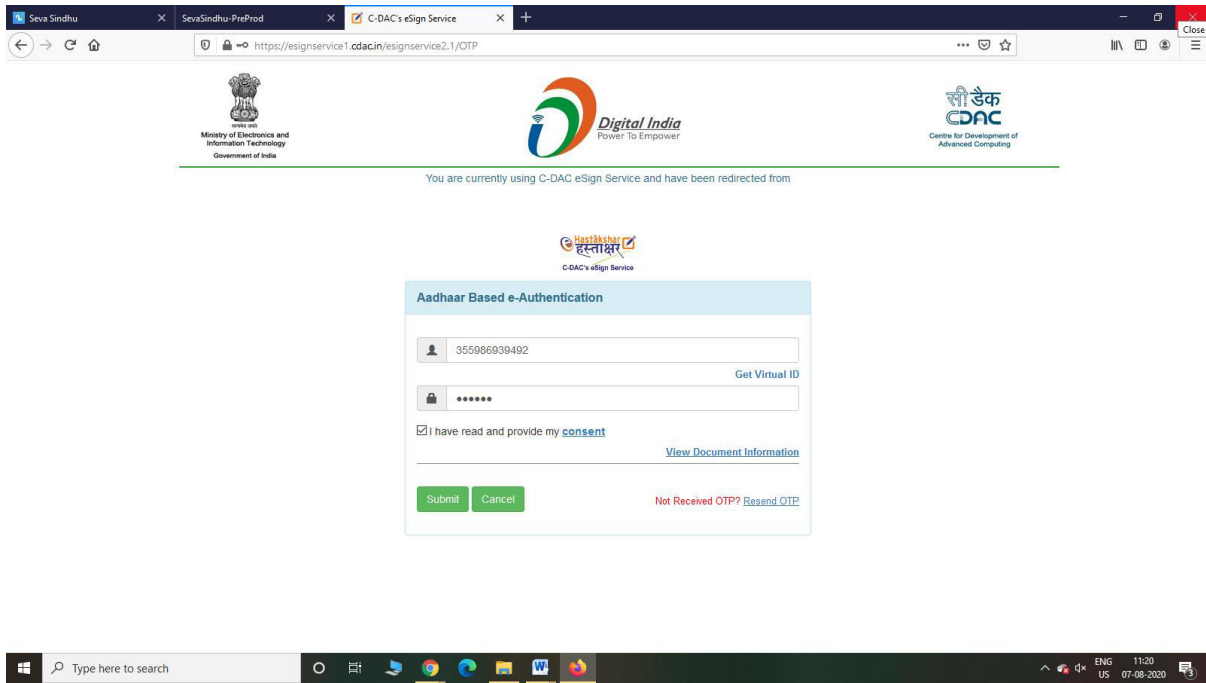 Seva Sindhu
SevaSindhu-PreProd
C-DAC's eSign Service
Close
https://esignservice1.cdac.in/esignservice2.1/OTP
सत्यमेव जयते
Ministry of Electronics and
Information Technology
Government of India
Digital India
Power To Empower
सी डैक
CDAC
Centre for Development of
Advanced Computing
You are currently using C-DAC eSign Service and have been redirected from
e Hastākshar
हस्ताक्षर
C-DAC's eSign Service
Aadhaar Based e-Authentication
355986939492
Get Virtual ID
••••••
I have read and provide my consent
View Document Information
Submit
Cancel
Not Received OTP? Resend OTP
Type here to search
W
ENG
US
11:20
07-08-2020
3